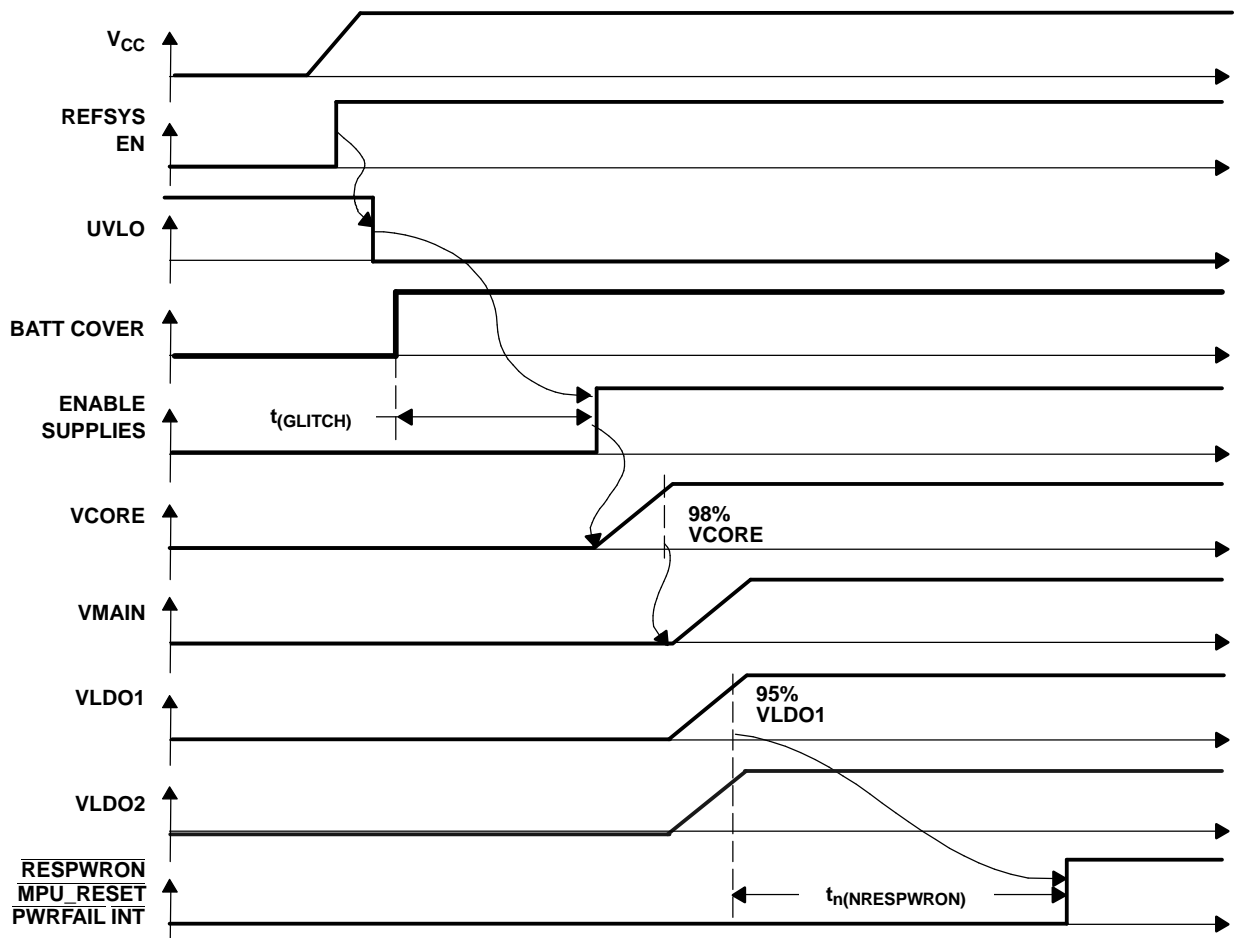 VCC
REFSYS
EN
UVLO
BATT COVER
ENABLE
SUPPLIES
t(GLITCH)
VCORE
98%
VCORE
VMAIN
VLDO1
95%
VLDO1
VLDO2
RESPWRON
MPU_RESET
PWRFAIL INT
tn(NRESPWRON)